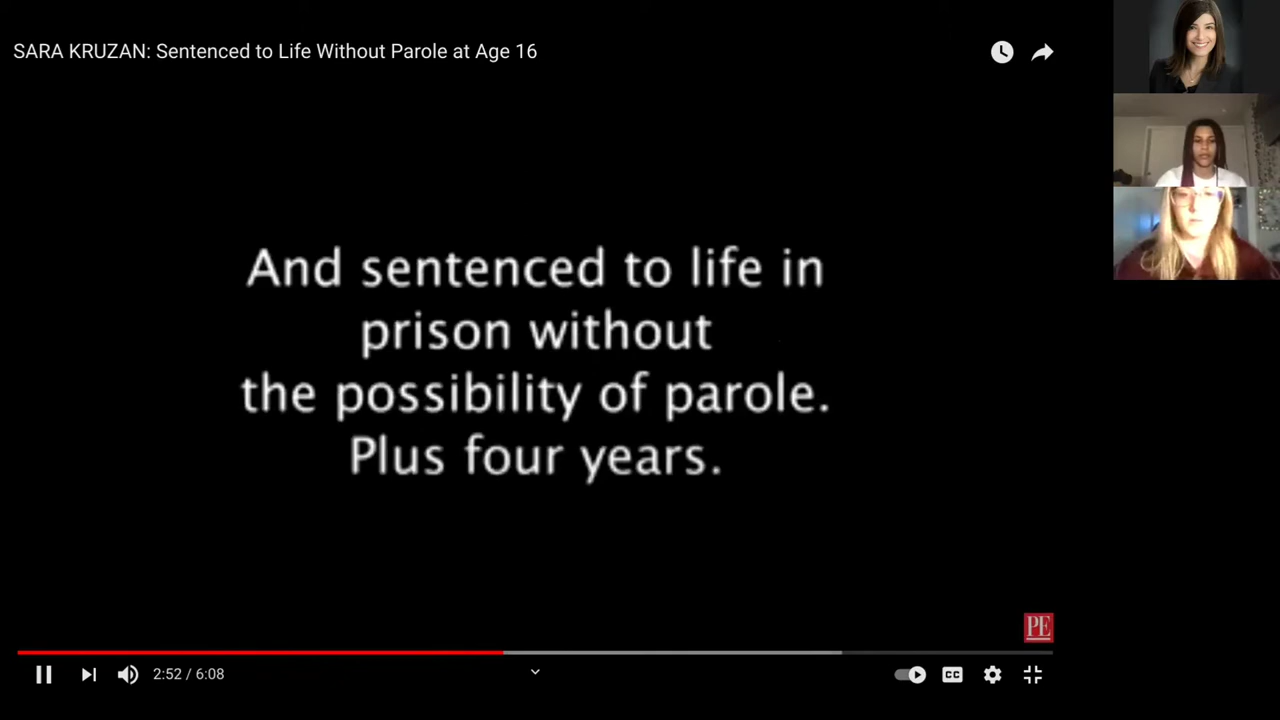 SARA KRUZAN: Sentenced to Life Without Parole at Age 16
And sentenced to life in
prison without
the possibility of parole.
Plus four years.
PE
2:52 / 6:08
CC